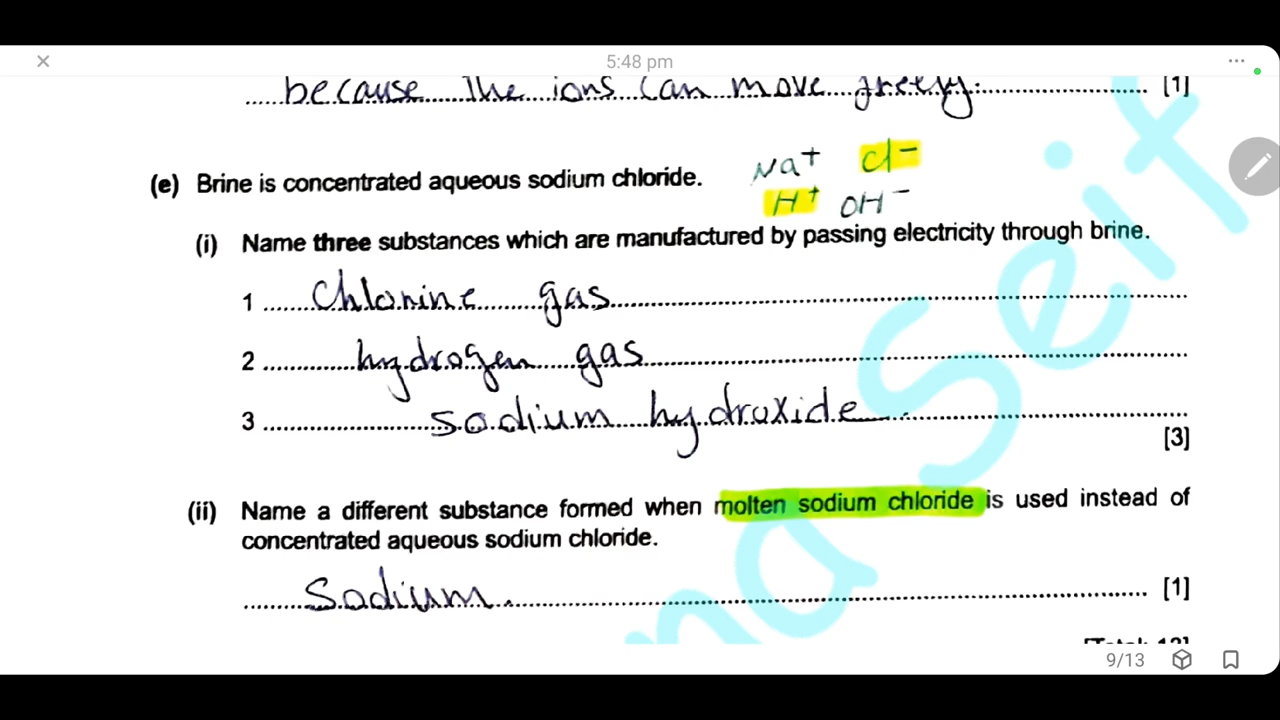 5:48 pm
because the ions can move freely. [1]
Na+ Cl-
(e) Brine is concentrated aqueous sodium chloride.
H+ OH-
(i) Name three substances which are manufactured by passing electricity through brine.
1 Chlorine gas
2 hydrogen gas
3 sodium hydroxide
[3]
(ii) Name a different substance formed when molten sodium chloride is used instead of
concentrated aqueous sodium chloride.
Sodium. [1]
9/13